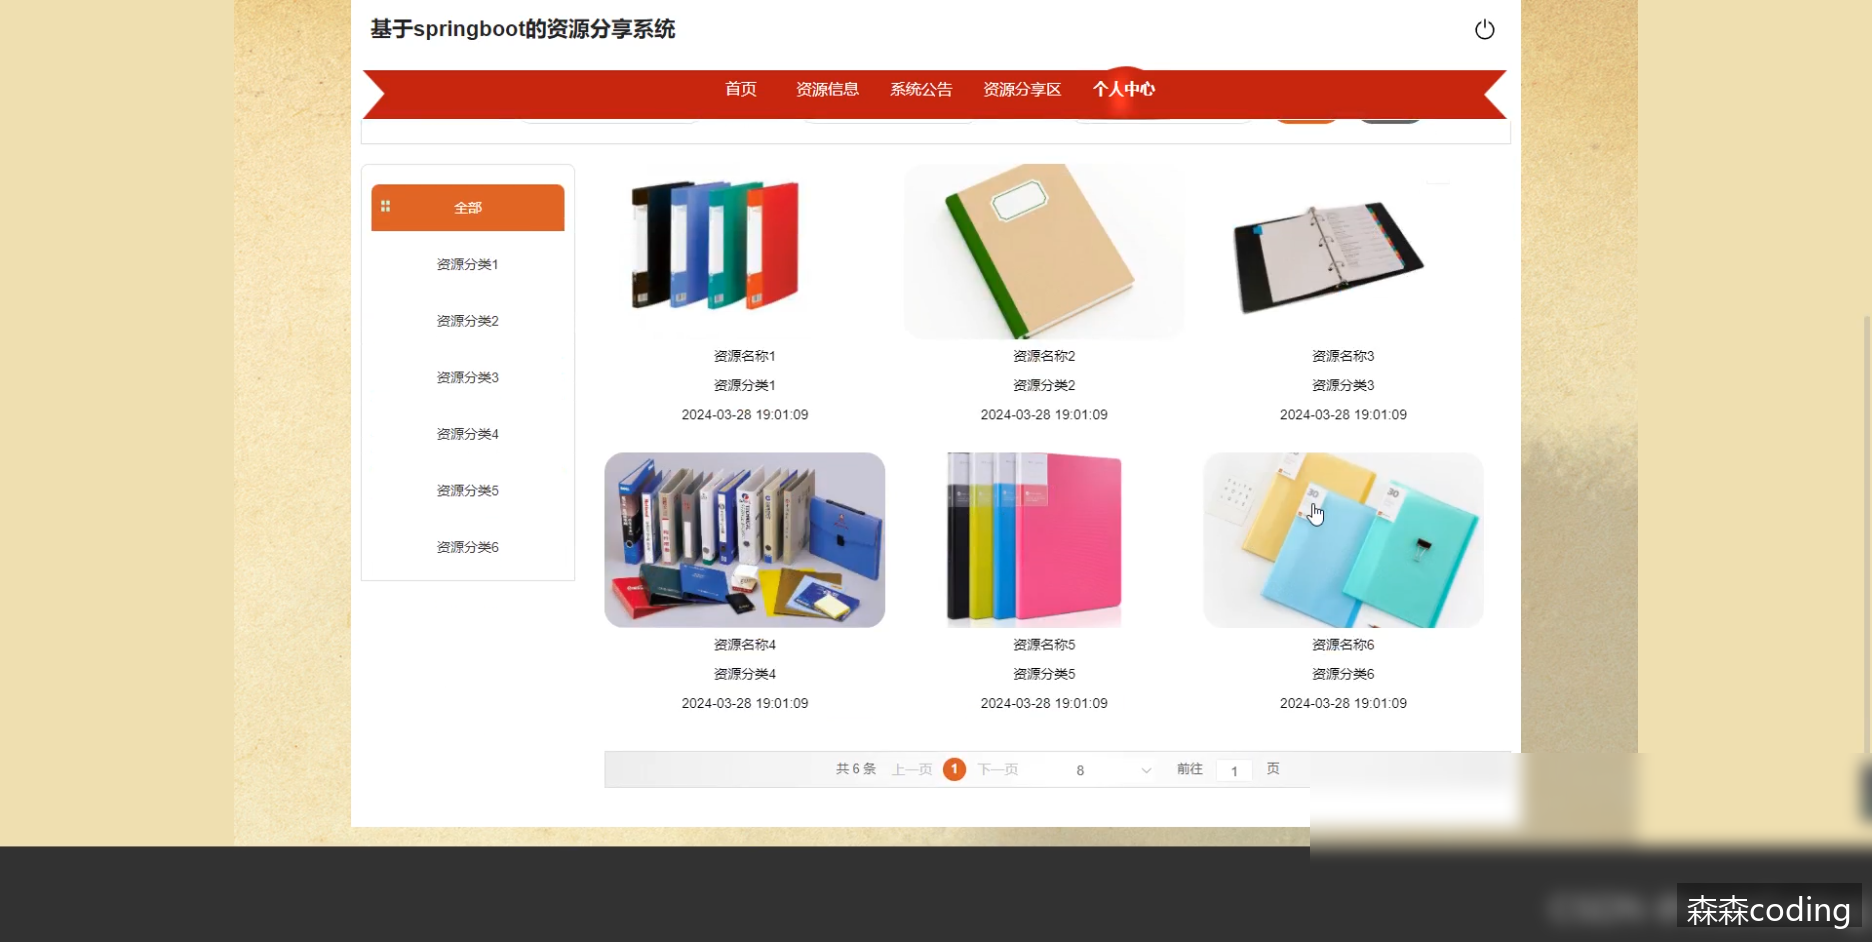 基于springboot的资源分享系统
首页 资源信息 系统公告 资源分享区 个人中心
全部
资源分类1
资源分类2
资源分类3
资源分类4
资源分类5
资源分类6
资源名称1
资源分类1
2024-03-28 19:01:09
资源名称2
资源分类2
2024-03-28 19:01:09
资源名称3
资源分类3
2024-03-28 19:01:09
资源名称4
资源分类4
2024-03-28 19:01:09
资源名称5
资源分类5
2024-03-28 19:01:09
30
30
资源名称6
资源分类6
2024-03-28 19:01:09
共 6 条 上一页 1 下一页 8 前往 1 页
森森coding